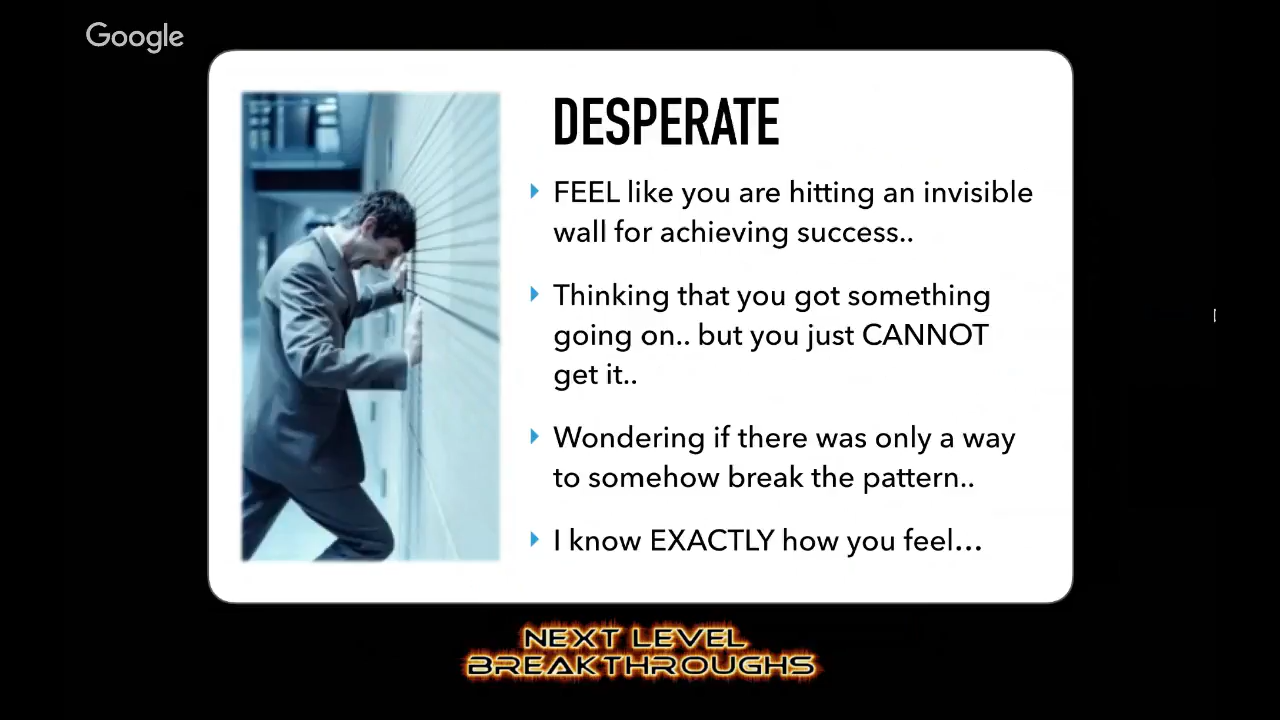 Google
DESPERATE
FEEL like you are hitting an invisible
wall for achieving success..
Thinking that you got something
going on.. but you just CANNOT
get it..
Wondering if there was only a way
to somehow break the pattern..
I know EXACTLY how you feel...
NEXT LEVEL
BREAKTHROUGHS